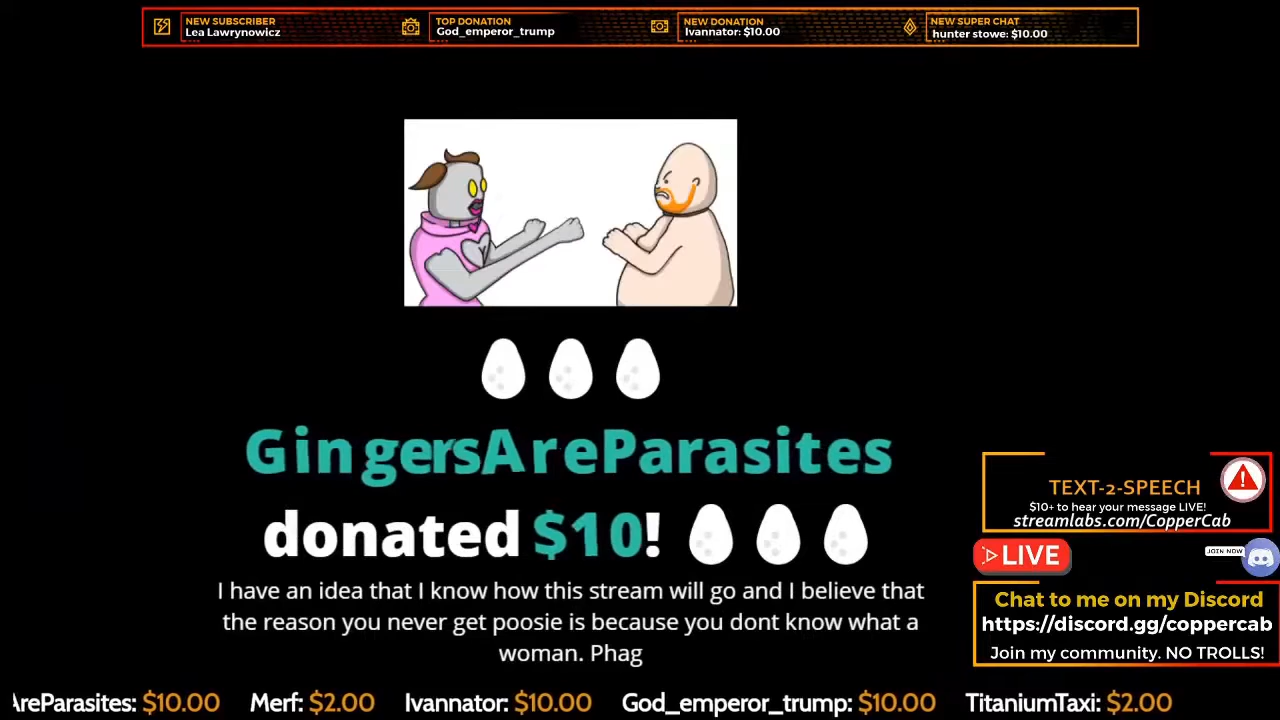 NEW SUBSCRIBER
Lea Lawrynowicz
TOP DONATION
God_emperor_trump
NEW DONATION
Ivannator: $10.00
NEW SUPER CHAT
hunter stowe: $10.00
GingersAreParasites
donated $10!
I have an idea that I know how this stream will go and I believe that
the reason you never get poosie is because you dont know what a
woman. Phag
TEXT-2-SPEECH
$10+ to hear your message LIVE!
streamlabs.com/CopperCab
LIVE
JOIN NOW
Chat to me on my Discord
https://discord.gg/coppercab
Join my community. NO TROLLS!
AreParasites: $10.00 Merf: $2.00 Ivannator: $10.00 God_emperor_trump: $10.00 TitaniumTaxi: $2.00